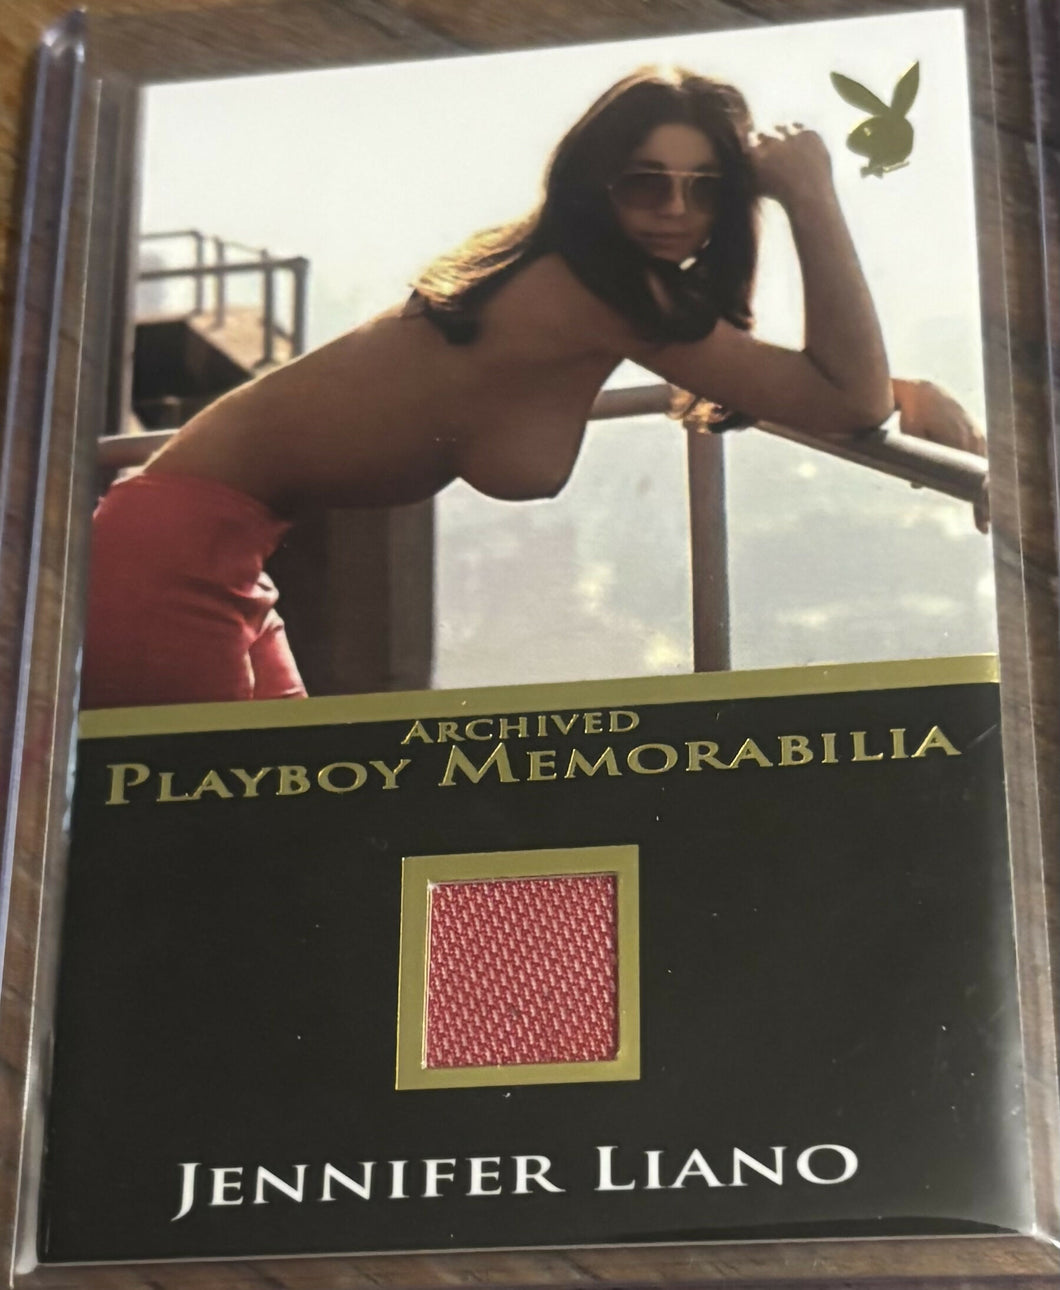 Archived
Playboy Memorabilia
Jennifer Liano